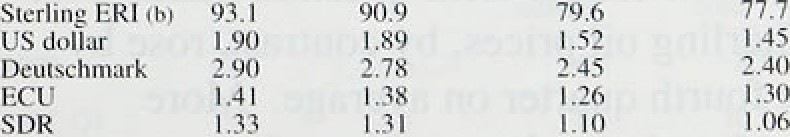 Sterling ERI (b) 93.1 90.9 79.6 77.7
US dollar 1.90 1.89 1.52 1.45
Deutschmark 2.90 2.78 2.45 2.40
ECU 1.41 1.38 1.26 1.30
SDR 1.33 1.31 1.10 1.06